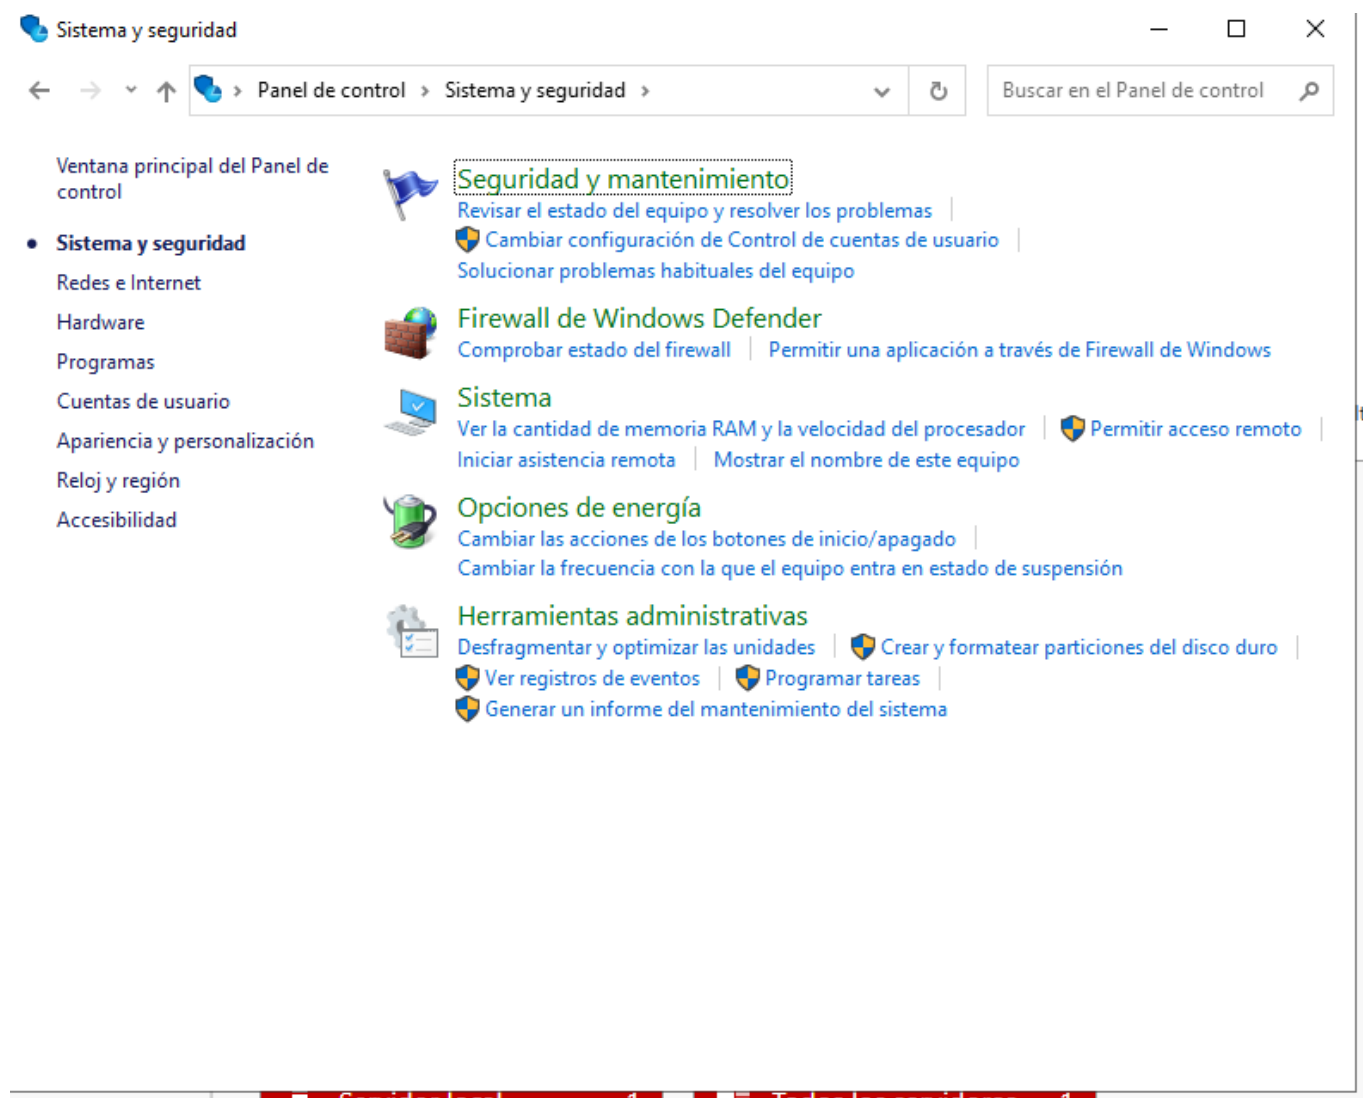 Sistema y seguridad
Panel de control
Sistema y seguridad
Buscar en el Panel de control
Ventana principal del Panel de
control
Sistema y seguridad
Redes e Internet
Hardware
Programas
Cuentas de usuario
Apariencia y personalización
Reloj y región
Accesibilidad
Seguridad y mantenimiento
Revisar el estado del equipo y resolver los problemas
Cambiar configuración de Control de cuentas de usuario
Solucionar problemas habituales del equipo
Firewall de Windows Defender
Comprobar estado del firewall | Permitir una aplicación a través de Firewall de Windows
Sistema
Ver la cantidad de memoria RAM y la velocidad del procesador | Permitir acceso remoto
Iniciar asistencia remota | Mostrar el nombre de este equipo
Opciones de energía
Cambiar las acciones de los botones de inicio/apagado
Cambiar la frecuencia con la que el equipo entra en estado de suspensión
Herramientas administrativas
Desfragmentar y optimizar las unidades | Crear y formatear particiones del disco duro
Ver registros de eventos | Programar tareas
Generar un informe del mantenimiento del sistema